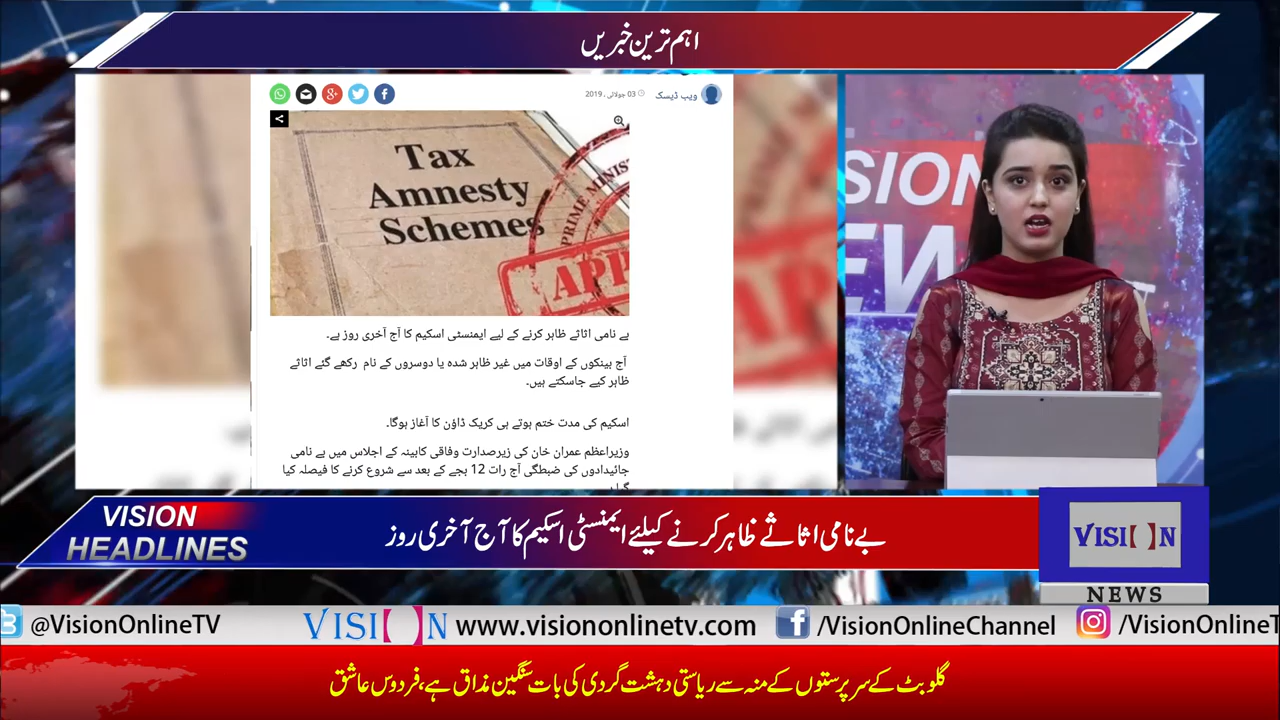 اہم ترین خبریں
ویب ڈیسک
03 جولائی، 2019
Tax
Amnesty
Schemes
PRIME MINIS
APP
بے نامی اثاثے ظاہر کرنے کے لیے ایمنسٹی اسکیم کا آج آخری روز ہے۔
آج بینکوں کے اوقات میں غیر ظاہر شدہ یا دوسروں کے نام رکھے گئے اثاثے
ظاہر کیے جاسکتے ہیں۔
اسکیم کی مدت ختم ہوتے ہی کریک ڈاؤن کا آغاز ہوگا۔
وزیراعظم عمران خان کی زیرصدارت وفاقی کابینہ کے اجلاس میں بے نامی
جائیدادوں کی ضبطگی آج رات 12 بجے کے بعد سے شروع کرنے کا فیصلہ کیا
SION
EW
VISION
HEADLINES
بے نامی اثاثے ظاہر کرنے کیلئے ایمنسٹی اسکیم کا آج آخری روز
VISION
NEWS
@VisionOnlineTV
VISION
www.visiononlinetv.com
/VisionOnlineChannel
/VisionOnlineT
گلو بٹ کے سرپرستوں کے منہ سے ریاستی دہشت گردی کی بات سنگین مذاق ہے، فردوس عاشق